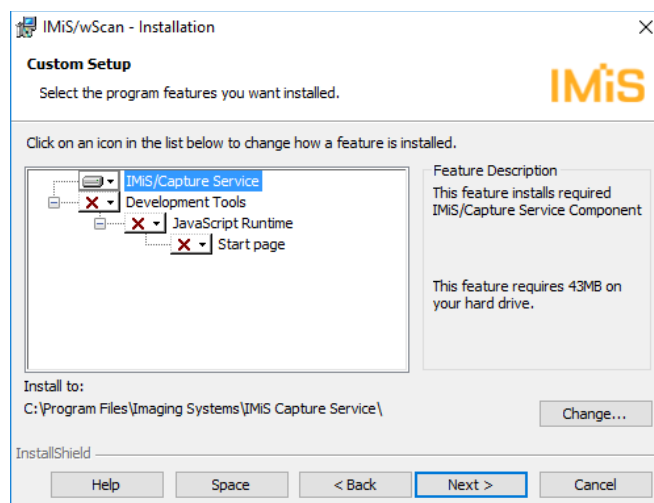 IMiS/wScan - Installation
Custom Setup
Select the program features you want installed.
IMiS
Click on an icon in the list below to change how a feature is installed.
IMiS/Capture Service
Development Tools
JavaScript Runtime
Start page
Feature Description
This feature installs required
IMiS/Capture Service Component
This feature requires 43MB on
your hard drive.
Install to:
C:\Program Files\Imaging Systems\IMiS Capture Service\
Change...
InstallShield
Help
Space
< Back
Next >
Cancel